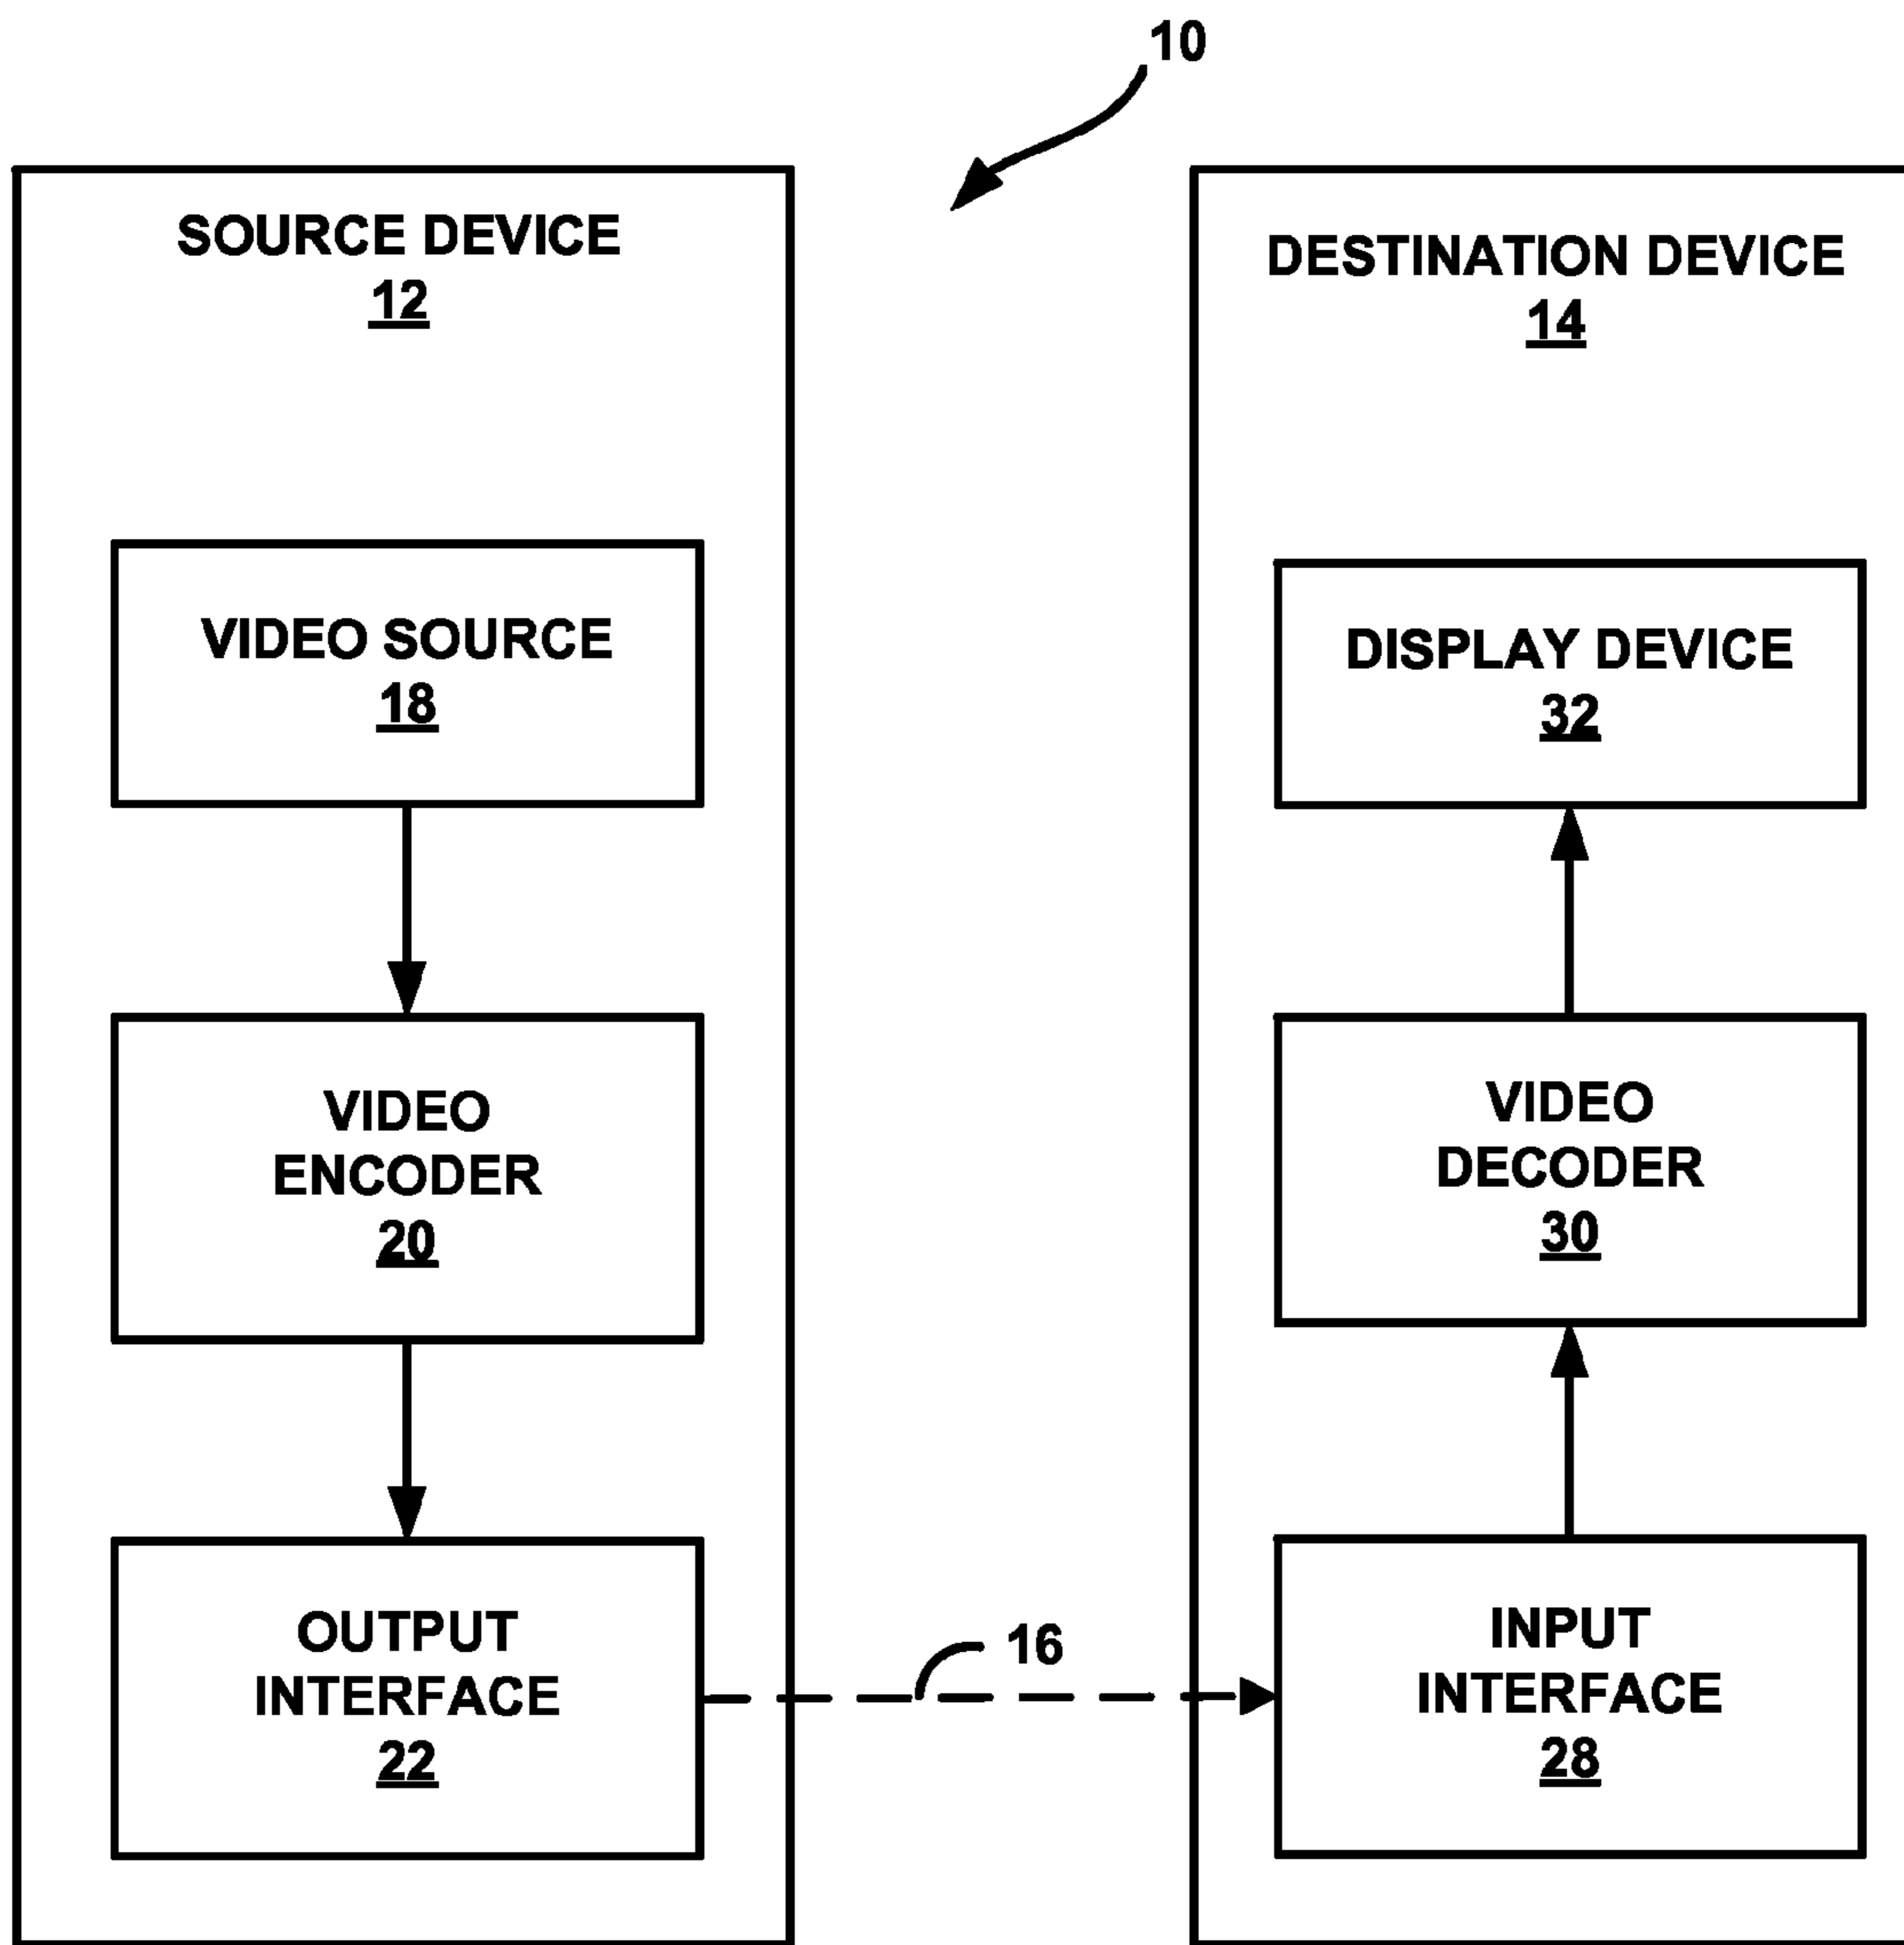 10
SOURCE DEVICE
12
VIDEO SOURCE
18
VIDEO
ENCODER
20
OUTPUT
INTERFACE
22
16
DESTINATION DEVICE
14
DISPLAY DEVICE
32
VIDEO
DECODER
30
INPUT
INTERFACE
28